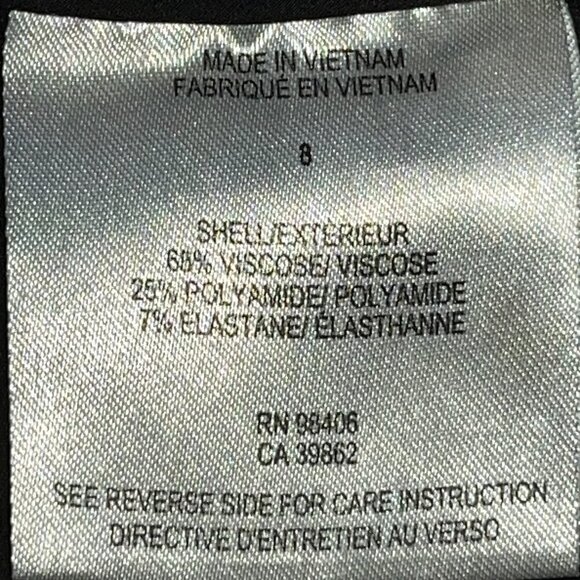 MADE IN VIETNAM
FABRIQUÉ EN VIETNAM
8
SHELL/EXTÉRIEUR
68% VISCOSE/ VISCOSE
25% POLYAMIDE/ POLYAMIDE
7% ELASTANE/ ÉLASTHANNE
RN 98406
CA 39862
SEE REVERSE SIDE FOR CARE INSTRUCTION
DIRECTIVE D'ENTRETIEN AU VERSO